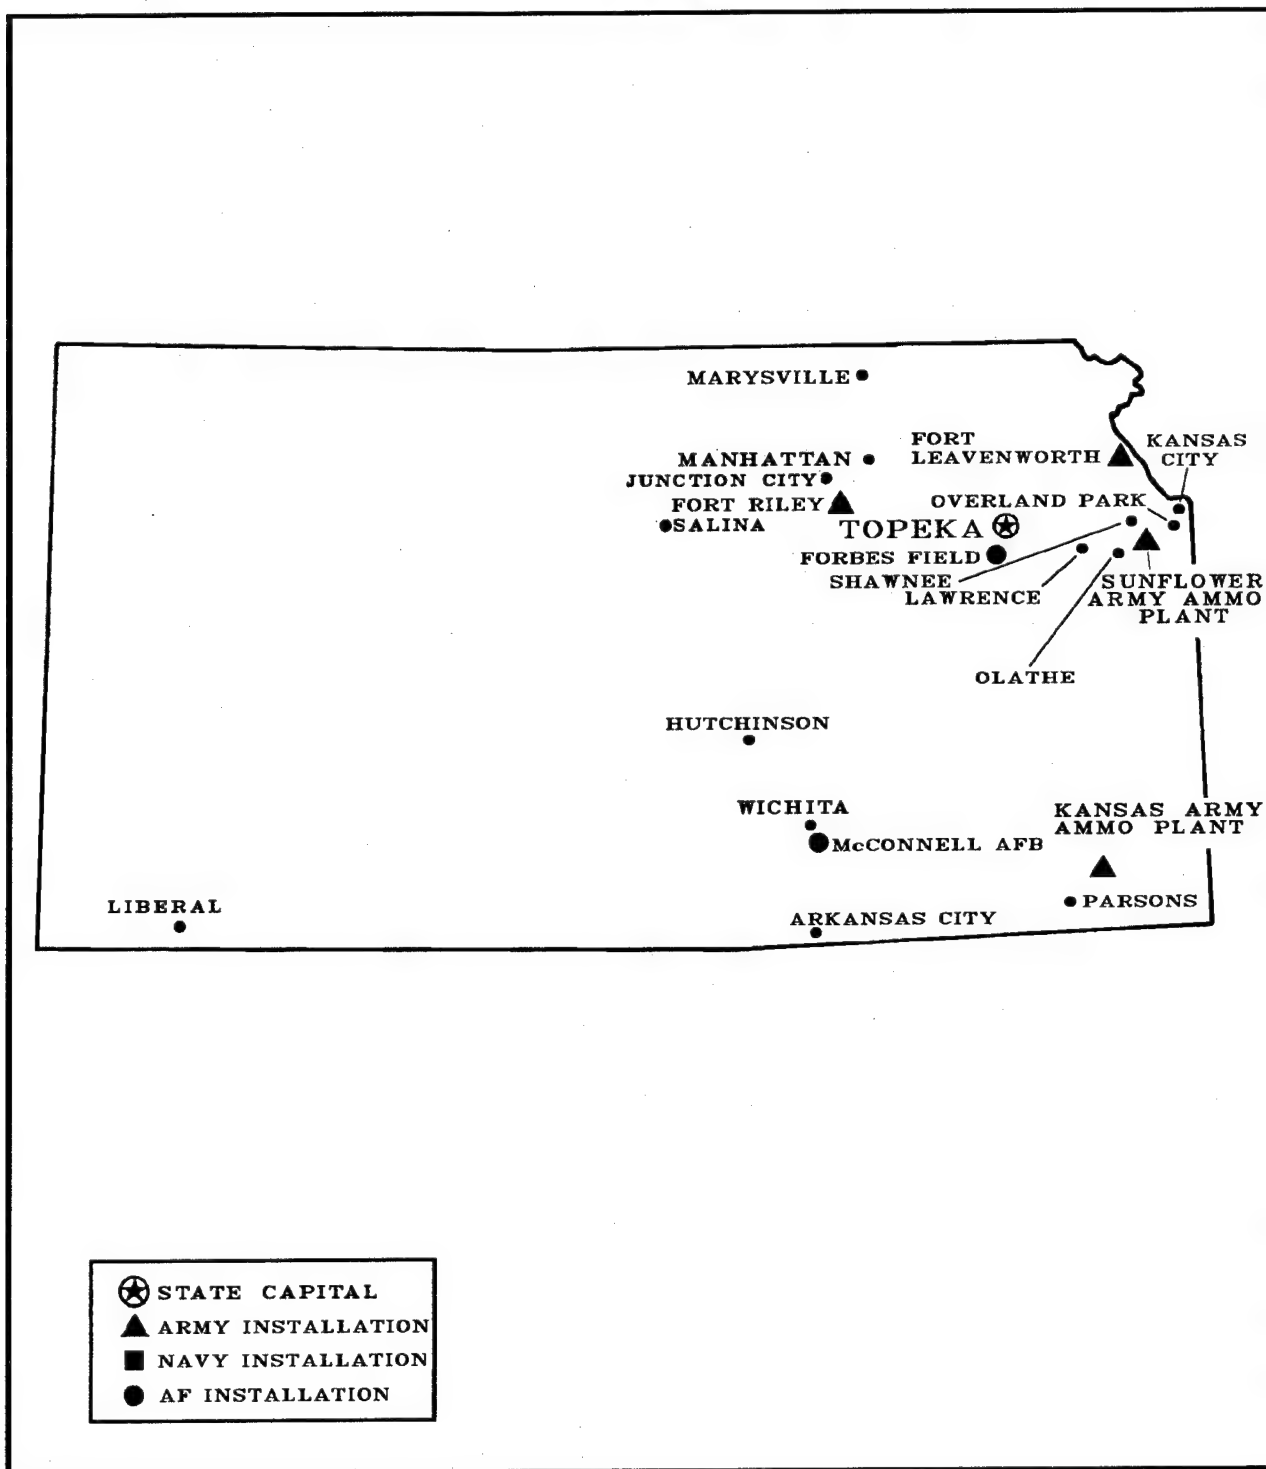 MARYSVILLE
FORT
LEAVENWORTH
KANSAS
CITY
MANHATTAN
JUNCTION CITY
FORT RILEY
OVERLAND PARK
SALINA
TOPEKA
FORBES FIELD
SHAWNEE
LAWRENCE
SUNFLOWER
ARMY AMMO
PLANT
OLATHE
HUTCHINSON
WICHITA
McCONNELL AFB
KANSAS ARMY
AMMO PLANT
PARSONS
LIBERAL
ARKANSAS CITY
STATE CAPITAL
ARMY INSTALLATION
NAVY INSTALLATION
AF INSTALLATION